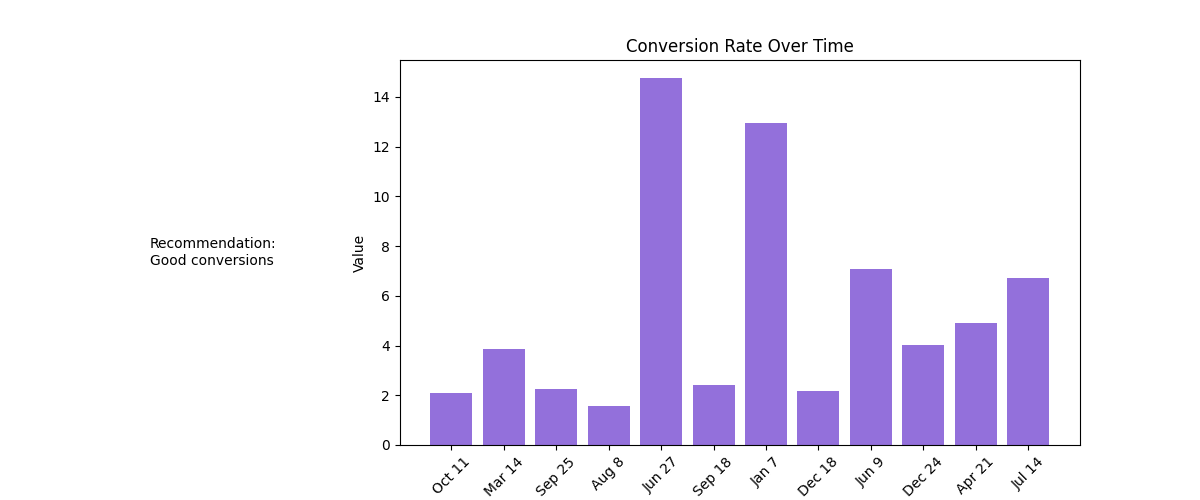 Conversion Rate Over Time
Recommendation:
Good conversions
Value
14
12
10
8
6
4
2
0
Oct 11
Mar 14
Sep 25
Aug 8
Jun 27
Sep 18
Jan 7
Dec 18
Jun 9
Dec 24
Apr 21
Jul 14